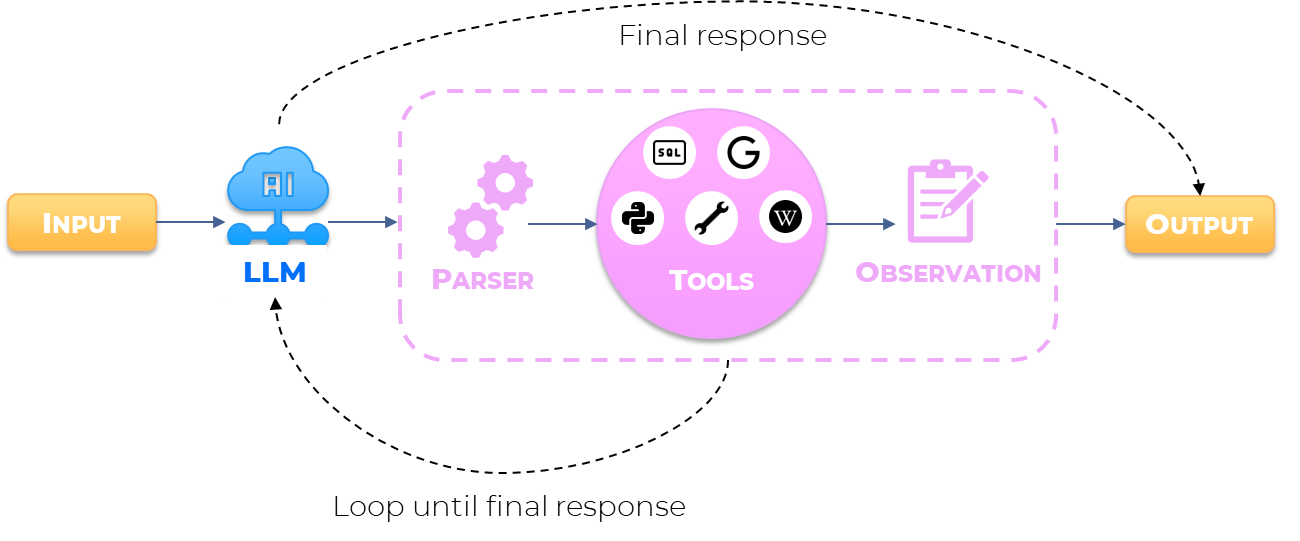 Final response
SQL
G
AI
W
INPUT
OUTPUT
LLM
PARSER
TOOLS
OBSERVATION
Loop until final response